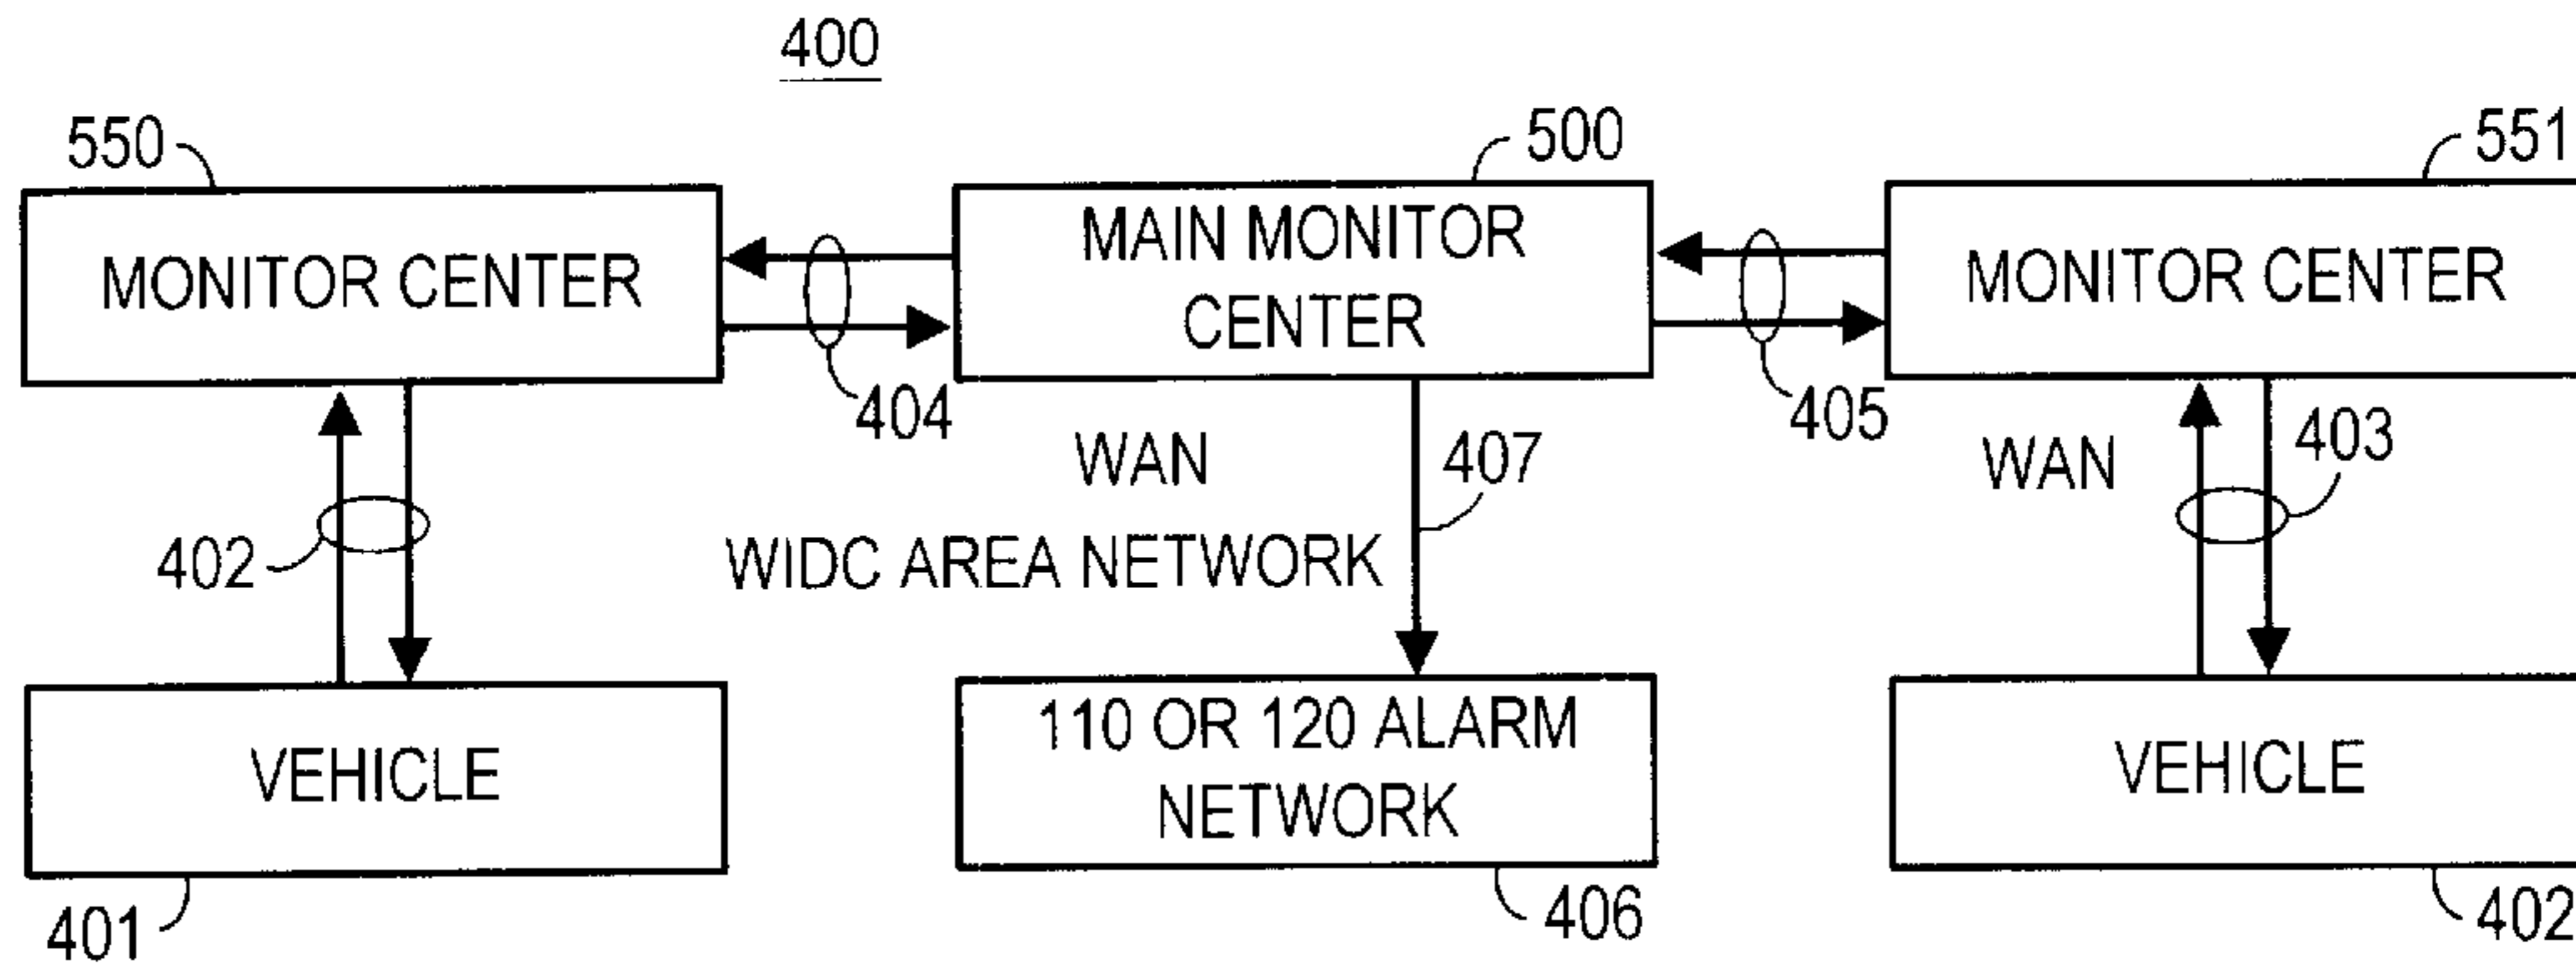 400
550
500
551
MONITOR CENTER
MAIN MONITOR
CENTER
MONITOR CENTER
404
405
402
WAN
407
WAN
403
WIDC AREA NETWORK
VEHICLE
110 OR 120 ALARM
NETWORK
VEHICLE
401
406
402